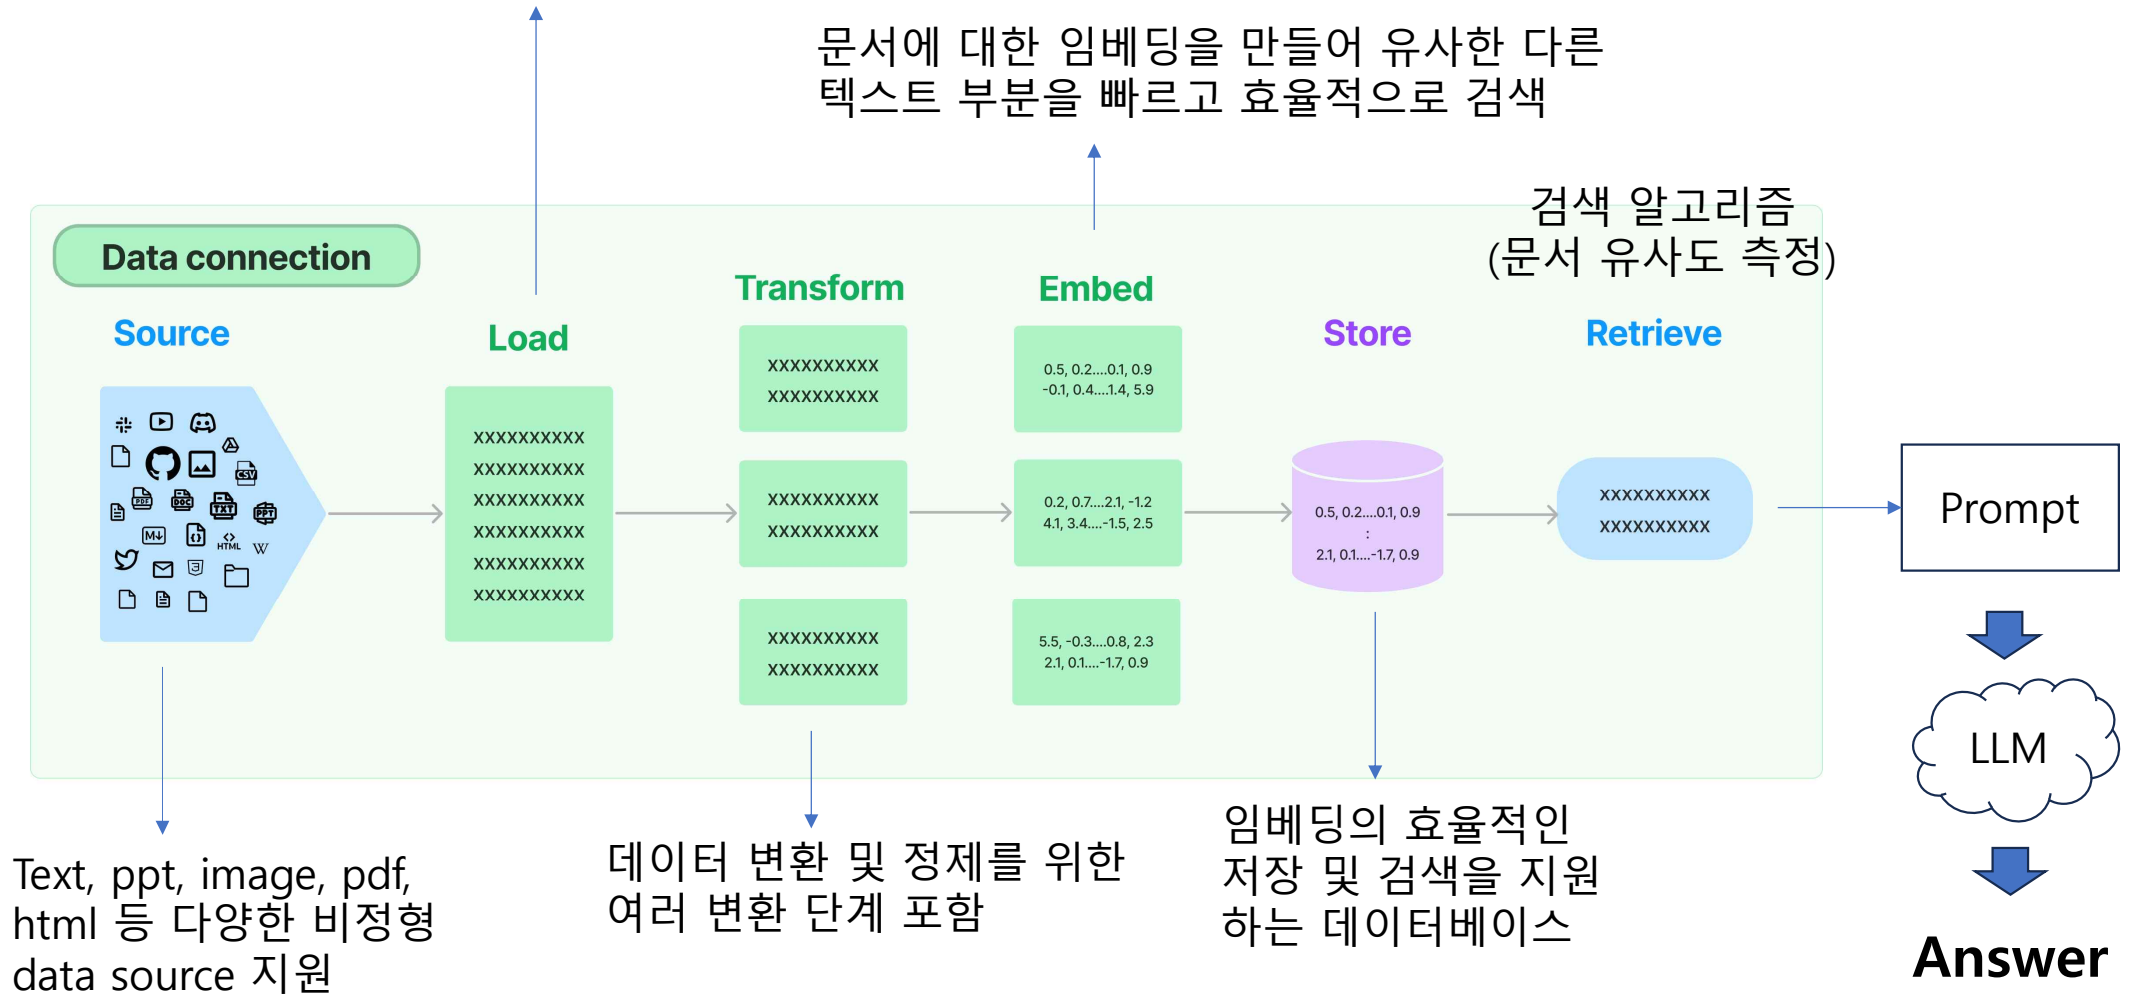 문서에 대한 임베딩을 만들어 유사한 다른
텍스트 부분을 빠르고 효율적으로 검색
검색 알고리즘
(문서 유사도 측정)
Data connection
Source
Load
Transform
Embed
Store
Retrieve
CSV
PDF
DOC
TXT
PPT
M
{}
<>
HTML
W
3
XXXXXXXXXX
XXXXXXXXXX
XXXXXXXXXX
XXXXXXXXXX
XXXXXXXXXX
XXXXXXXXXX
XXXXXXXXXX
XXXXXXXXXX
XXXXXXXXXX
XXXXXXXXXX
XXXXXXXXXX
XXXXXXXXXX
0.5, 0.2....0.1, 0.9
-0.1, 0.4....1.4, 5.9
0.2, 0.7....2.1, -1.2
4.1, 3.4....-1.5, 2.5
5.5, -0.3....0.8, 2.3
2.1, 0.1....-1.7, 0.9
0.5, 0.2....0.1, 0.9
:
2.1, 0.1....-1.7, 0.9
XXXXXXXXXX
XXXXXXXXXX
Prompt
LLM
Answer
Text, ppt, image, pdf,
html 등 다양한 비정형
data source 지원
데이터 변환 및 정제를 위한
여러 변환 단계 포함
임베딩의 효율적인
저장 및 검색을 지원
하는 데이터베이스